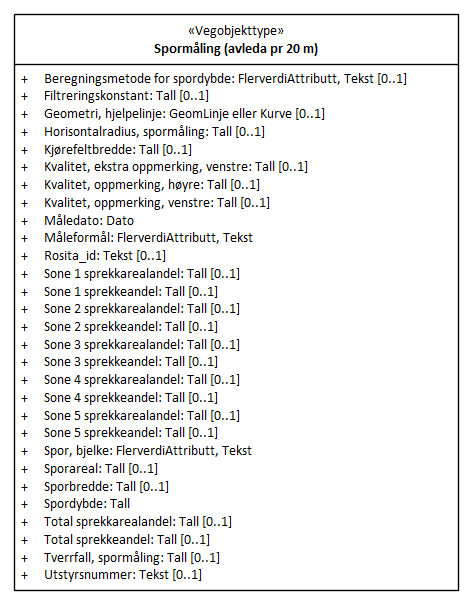 «Vegobjekttype»
Spormåling (avleda pr 20 m)
+ Beregningsmetode for spordybde: FlerverdiAttributt, Tekst [0..1]
+ Filtreringskonstant: Tall [0..1]
+ Geometri, hjelpelinje: GeomLinje eller Kurve [0..1]
+ Horisontalradius, spormåling: Tall [0..1]
+ Kjørefeltbredde: Tall [0..1]
+ Kvalitet, ekstra oppmerking, venstre: Tall [0..1]
+ Kvalitet, oppmerking, høyre: Tall [0..1]
+ Kvalitet, oppmerking, venstre: Tall [0..1]
+ Måledato: Dato
+ Måleformål: FlerverdiAttributt, Tekst
+ Rosita_id: Tekst [0..1]
+ Sone 1 sprekkarealandel: Tall [0..1]
+ Sone 1 sprekkeandel: Tall [0..1]
+ Sone 2 sprekkarealandel: Tall [0..1]
+ Sone 2 sprekkeandel: Tall [0..1]
+ Sone 3 sprekkarealandel: Tall [0..1]
+ Sone 3 sprekkeandel: Tall [0..1]
+ Sone 4 sprekkarealandel: Tall [0..1]
+ Sone 4 sprekkeandel: Tall [0..1]
+ Sone 5 sprekkarealandel: Tall [0..1]
+ Sone 5 sprekkeandel: Tall [0..1]
+ Spor, bjelke: FlerverdiAttributt, Tekst
+ Sporareal: Tall [0..1]
+ Sporbredde: Tall [0..1]
+ Spordybde: Tall
+ Total sprekkarealandel: Tall [0..1]
+ Total sprekkeandel: Tall [0..1]
+ Tverrfall, spormåling: Tall [0..1]
+ Utstyrsnummer: Tekst [0..1]